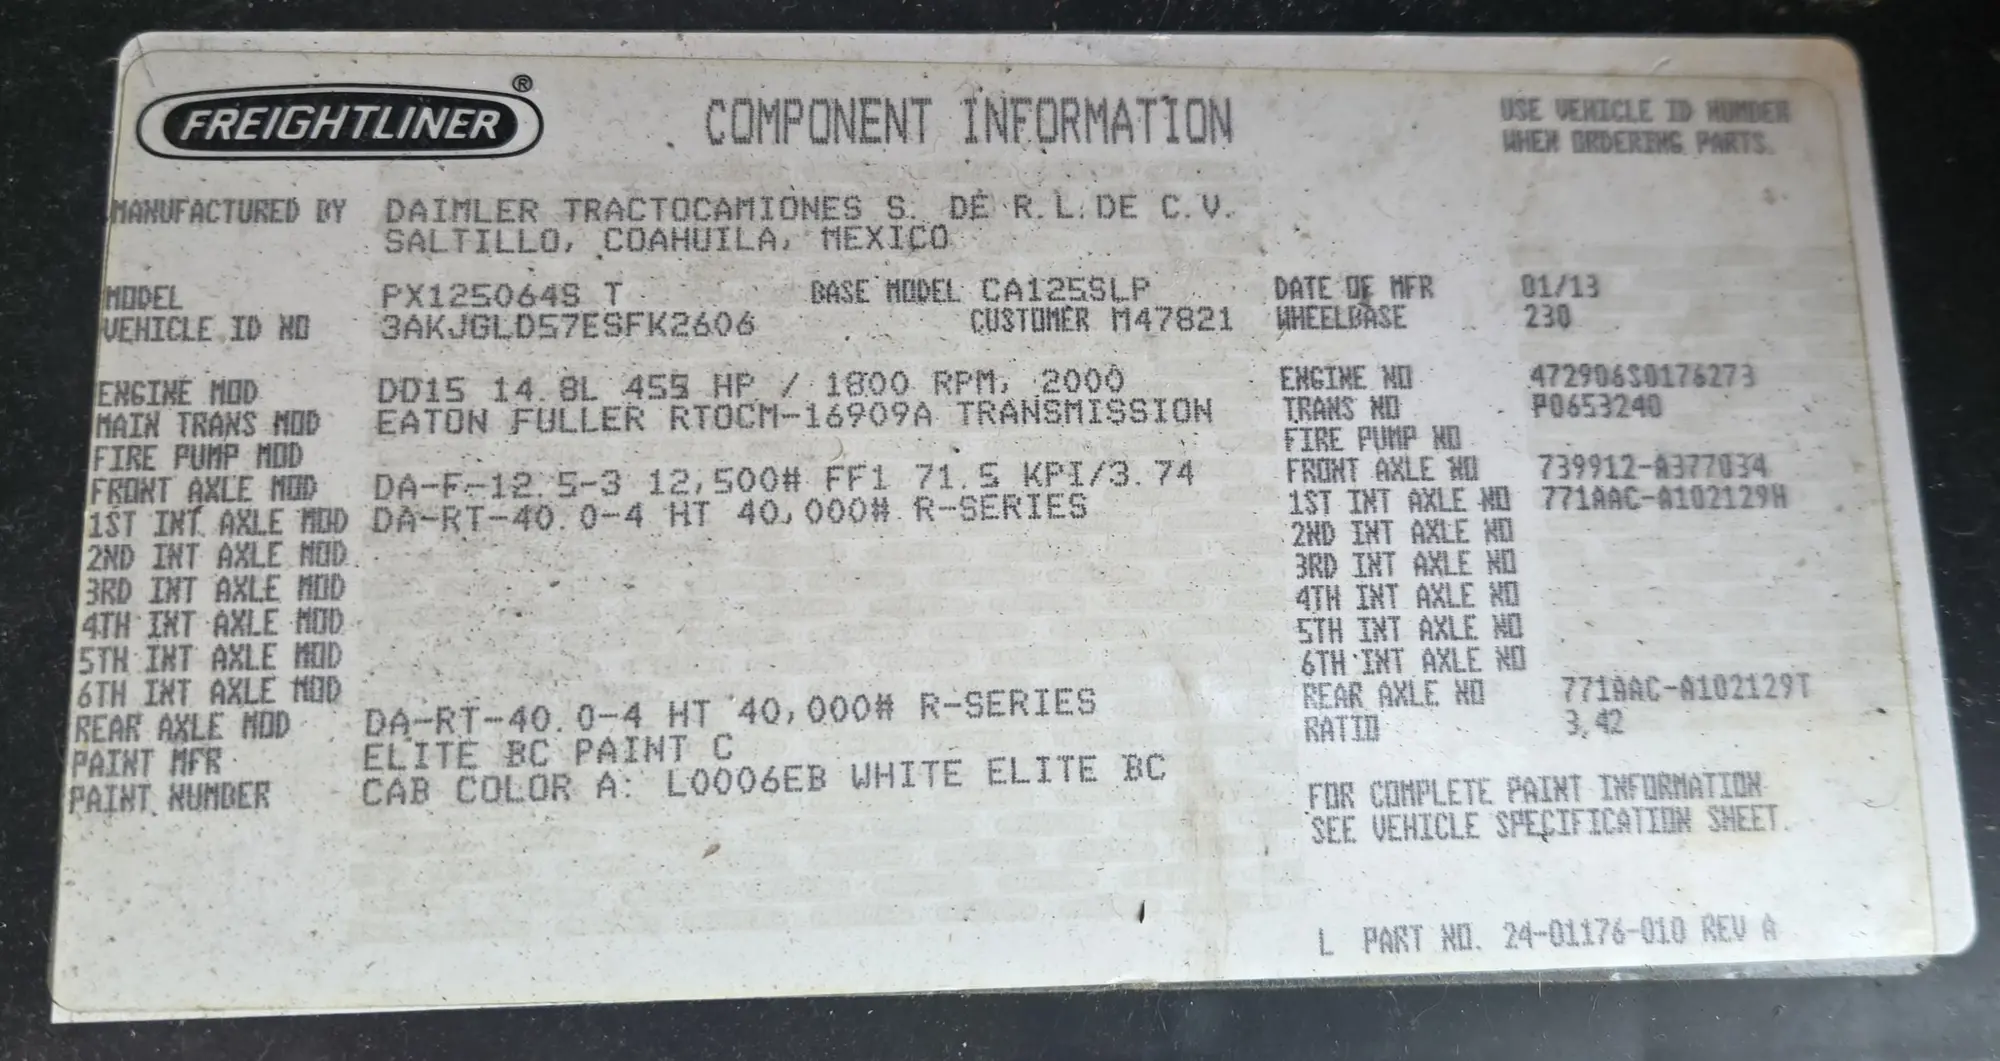 FREIGHTLINER®
COMPONENT INFORMATION
USE VEHICLE ID NUMBER
WHEN ORDERING PARTS.
MANUFACTURED BY DAIMLER TRACTOCAMIONES S. DE R.L. DE C.V.
SALTILLO, COAHUILA, MEXICO
MODEL PX125064S T BASE MODEL CA125SLP DATE OF MFR 01/13
VEHICLE ID NO 3AKJGLD57ESFK2606 CUSTOMER M47821 WHEELBASE 230
ENGINE MOD DD15 14.8L 455 HP / 1800 RPM, 2000 ENGINE NO 472906S0176273
MAIN TRANS MOD EATON FULLER RTOCM-16909A TRANSMISSION TRANS NO P0653240
FIRE PUMP MOD FIRE PUMP NO
FRONT AXLE MOD DA-F-12.5-3 12,500# FF1 71.5 KPI/3.74 FRONT AXLE NO 739912-A377034
1ST INT AXLE MOD DA-RT-40.0-4 HT 40,000# R-SERIES 1ST INT AXLE NO 771AAC-A102129H
2ND INT AXLE MOD 2ND INT AXLE NO
3RD INT AXLE MOD 3RD INT AXLE NO
4TH INT AXLE MOD 4TH INT AXLE NO
5TH INT AXLE MOD 5TH INT AXLE NO
6TH INT AXLE MOD 6TH INT AXLE NO
REAR AXLE MOD DA-RT-40.0-4 HT 40,000# R-SERIES REAR AXLE NO 771AAC-A102129T
PAINT MFR ELITE BC PAINT C RATIO 3.42
PAINT NUMBER CAB COLOR A: L0006EB WHITE ELITE BC
FOR COMPLETE PAINT INFORMATION
SEE VEHICLE SPECIFICATION SHEET.
L PART NO. 24-01176-010 REV A